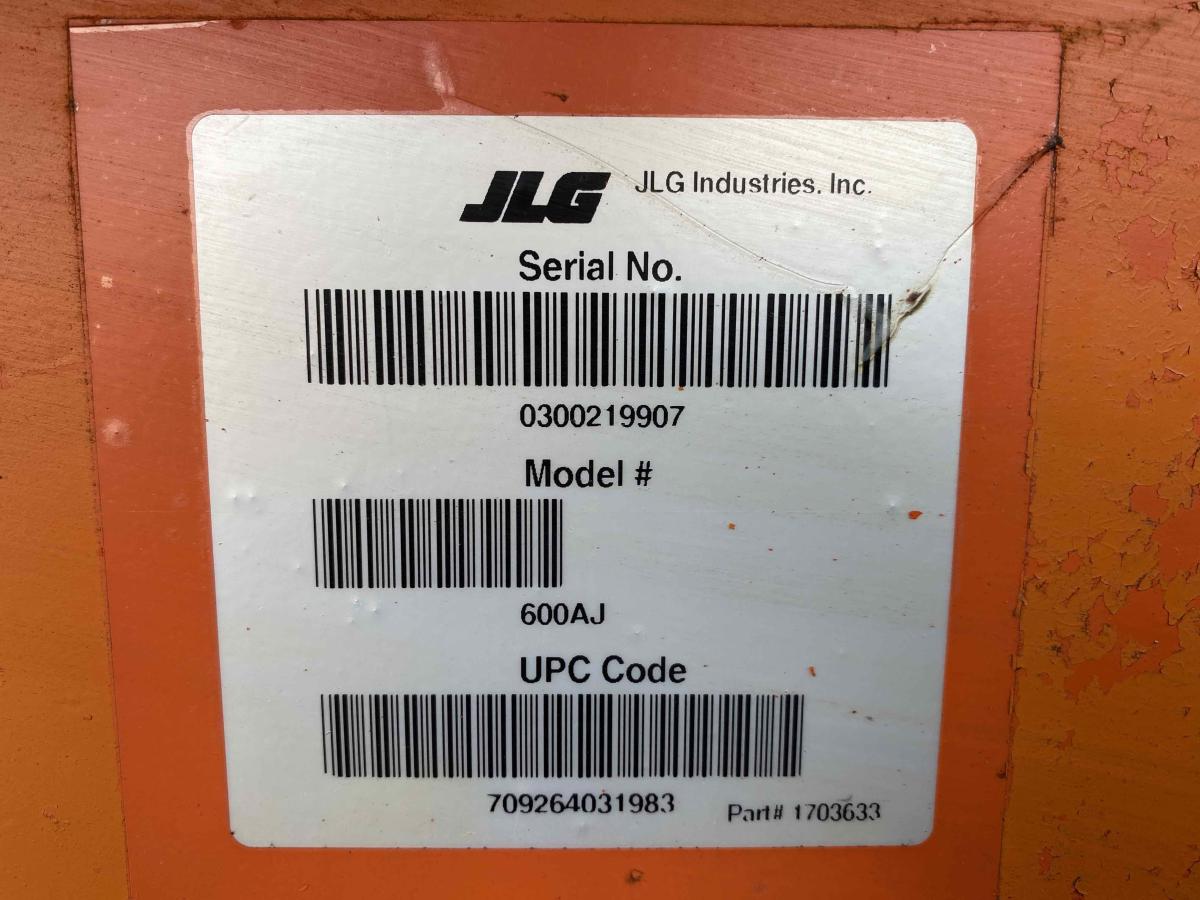 JLG JLG Industries, Inc.
Serial No.
0300219907
Model #
600AJ
UPC Code
709264031983
Part# 1703633